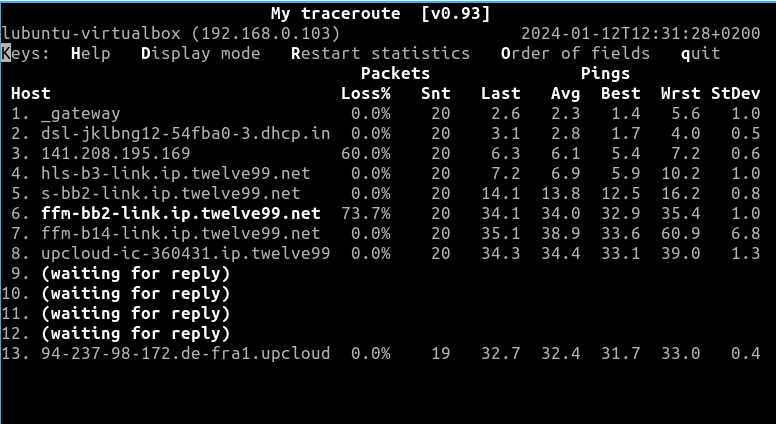 My traceroute  [v0.93]
lubuntu-virtualbox (192.168.0.103)                  2024-01-12T12:31:28+0200
Keys:  Help   Display mode   Restart statistics   Order of fields   quit
                                    Packets               Pings
 Host                             Loss%   Snt   Last   Avg  Best  Wrst StDev
 1. _gateway                       0.0%    20    2.6   2.3   1.4   5.6   1.0
 2. dsl-jklbng12-54fba0-3.dhcp.in  0.0%    20    3.1   2.8   1.7   4.0   0.5
 3. 141.208.195.169               60.0%    20    6.3   6.1   5.4   7.2   0.6
 4. hls-b3-link.ip.twelve99.net    0.0%    20    7.2   6.9   5.9  10.2   1.0
 5. s-bb2-link.ip.twelve99.net     0.0%    20   14.1  13.8  12.5  16.2   0.8
 6. ffm-bb2-link.ip.twelve99.net  73.7%    20   34.1  34.0  32.9  35.4   1.0
 7. ffm-b14-link.ip.twelve99.net   0.0%    20   35.1  38.9  33.6  60.9   6.8
 8. upcloud-ic-360431.ip.twelve99  0.0%    20   34.3  34.4  33.1  39.0   1.3
 9. (waiting for reply)
10. (waiting for reply)
11. (waiting for reply)
12. (waiting for reply)
13. 94-237-98-172.de-fra1.upcloud  0.0%    19   32.7  32.4  31.7  33.0   0.4